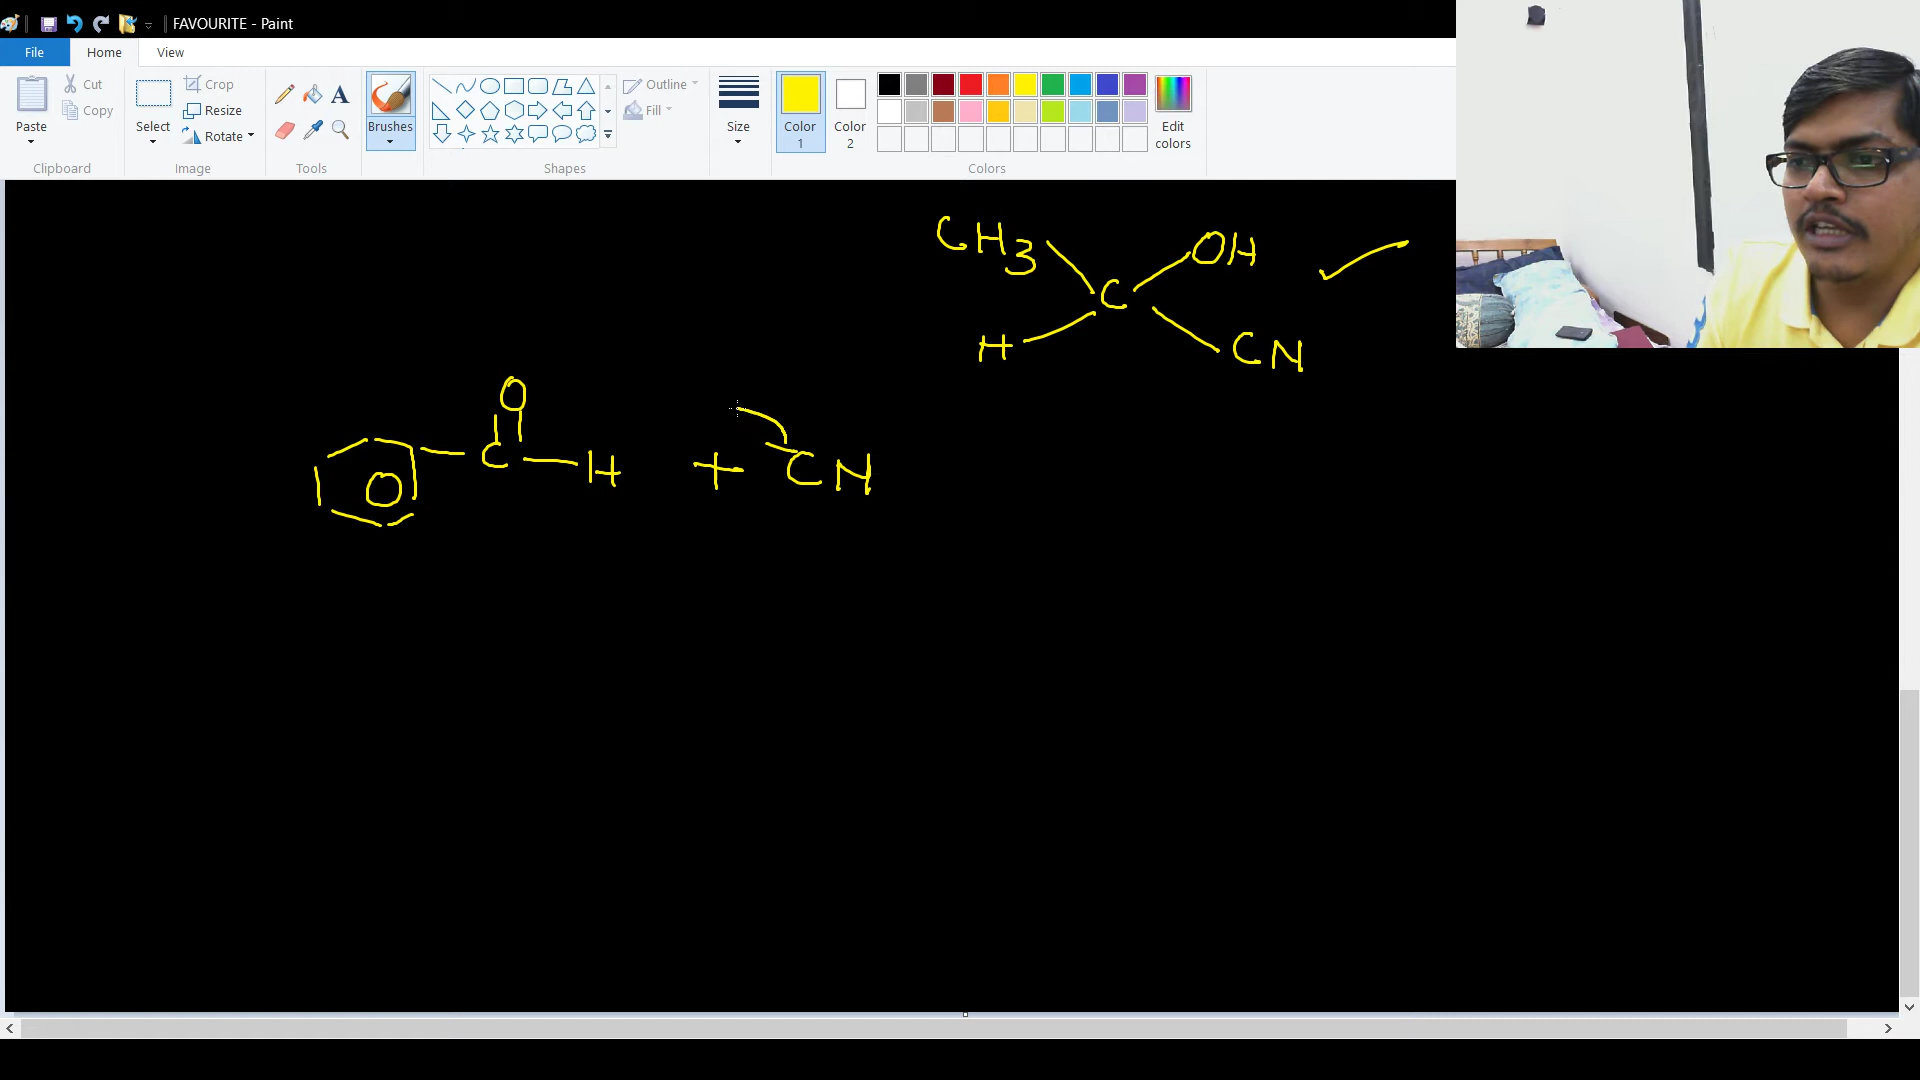 FAVOURITE - Paint
File Home View
Cut
Copy
Paste
Clipboard
Crop
Resize
Rotate
Select
Image
Tools
Brushes
Outline
Fill
Shapes
Size
Color 1
Color 2
Edit colors
Colors
CH3 OH
C
H CN
O
C H + CN
O